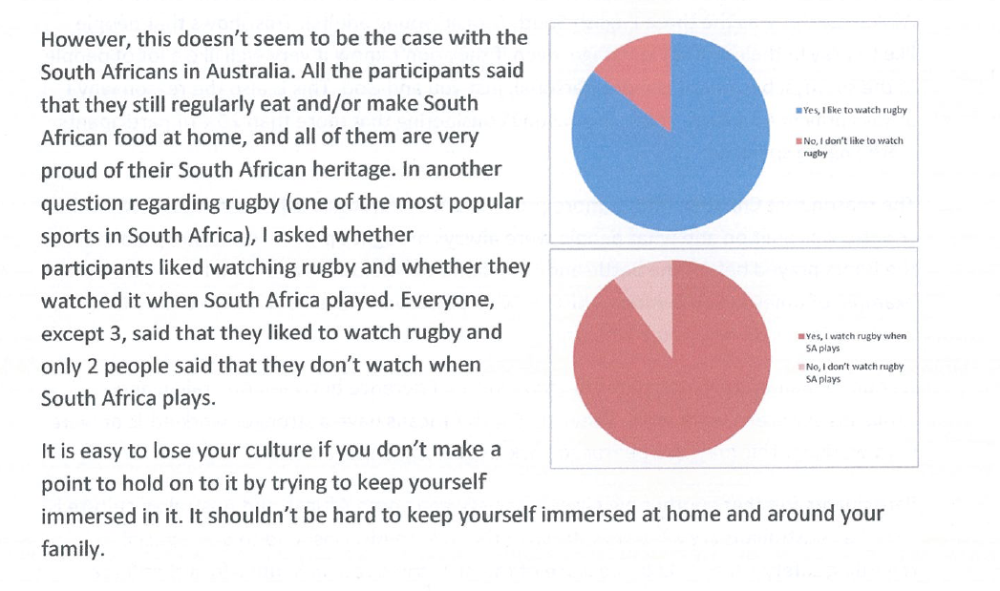 However, this doesn't seem to be the case with the
South Africans in Australia. All the participants said
that they still regularly eat and/or make South
African food at home, and all of them are very
proud of their South African heritage. In another
question regarding rugby (one of the most popular
sports in South Africa), I asked whether
participants liked watching rugby and whether they
watched it when South Africa played. Everyone,
except 3, said that they liked to watch rugby and
only 2 people said that they don't watch when
South Africa plays.
It is easy to lose your culture if you don't make a
point to hold on to it by trying to keep yourself
immersed in it. It shouldn't be hard to keep yourself immersed at home and around your
family.
Yes, I like to watch rugby
No, I don't like to watch
rugby
Yes, I watch rugby when
SA plays
No, I don't watch rugby
SA plays